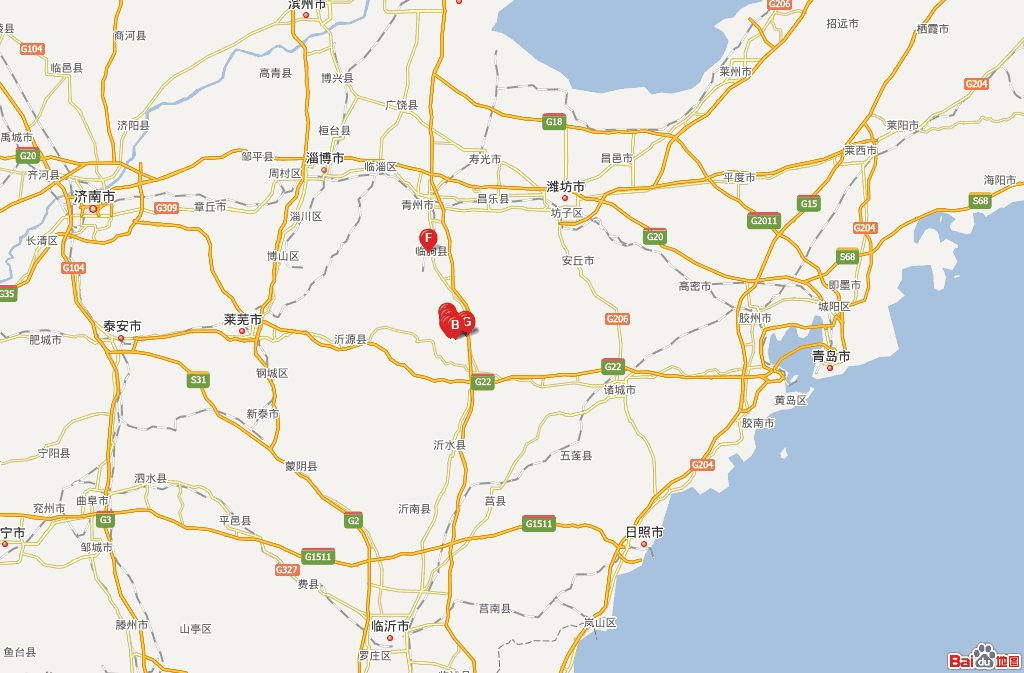 滨州市
G206
招远市
栖霞市
商河县
陵县
G104
临邑县
高青县
博兴县
莱州市
G204
广饶县
济阳县
桓台县
G18
莱阳市
禹城市
G20
邹平县
淄博市
临淄区
寿光市
昌邑市
莱西市
齐河县
周村区
潍坊市
平度市
海阳市
济南市
G309
章丘市
青州市
昌乐县
坊子区
G15
S68
淄川区
G2011
G204
长清区
F
G20
临朐县
博山区
安丘市
S68
G104
高密市
即墨市
G35
城阳区
莱芜市
B
G
G206
胶州市
泰安市
肥城市
沂源县
青岛市
钢城区
S31
G22
G22
诸城市
黄岛区
新泰市
胶南市
沂水县
宁阳县
蒙阴县
五莲县
G204
泗水县
曲阜市
兖州市
沂南县
莒县
G3
平邑县
G2
G1511
日照市
宁市
邹城市
G1511
G327
费县
滕州市
山亭区
莒南县
临沂市
岚山区
鱼台县
罗庄区
Bai du 地图